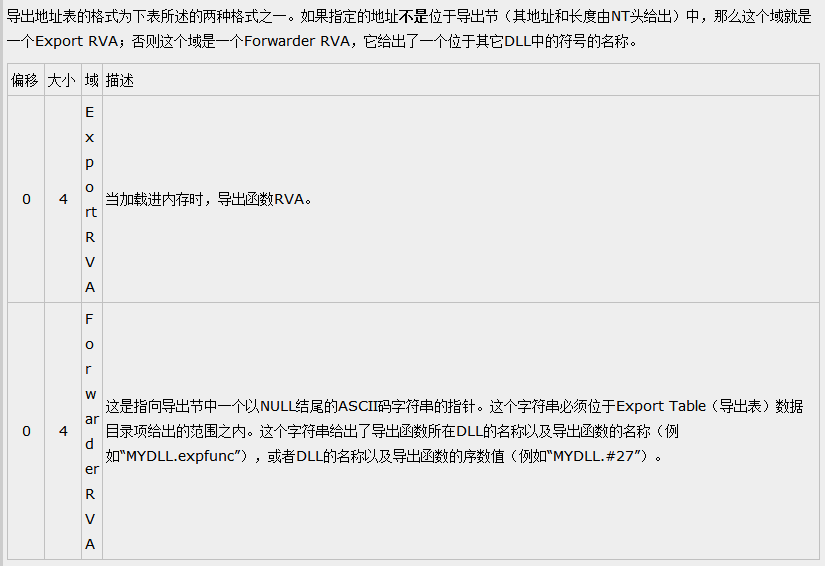 导出地址表的格式为下表所述的两种格式之一。如果指定的地址不是位于导出节（其地址和长度由NT头给出）中，那么这个域就是
一个Export RVA；否则这个域是一个Forwarder RVA，它给出了一个位于其它DLL中的符号的名称。
偏移 大小 域 描述
0 4 Export RVA 当加载进内存时，导出函数RVA。
0 4 Forwarder RVA 这是指向导出节中一个以NULL结尾的ASCII码字符串的指针。这个字符串必须位于Export Table（导出表）数据
目录项给出的范围之内。这个字符串给出了导出函数所在DLL的名称以及导出函数的名称（例
如“MYDLL.expfunc”），或者DLL的名称以及导出函数的序数值（例如“MYDLL.#27”）。